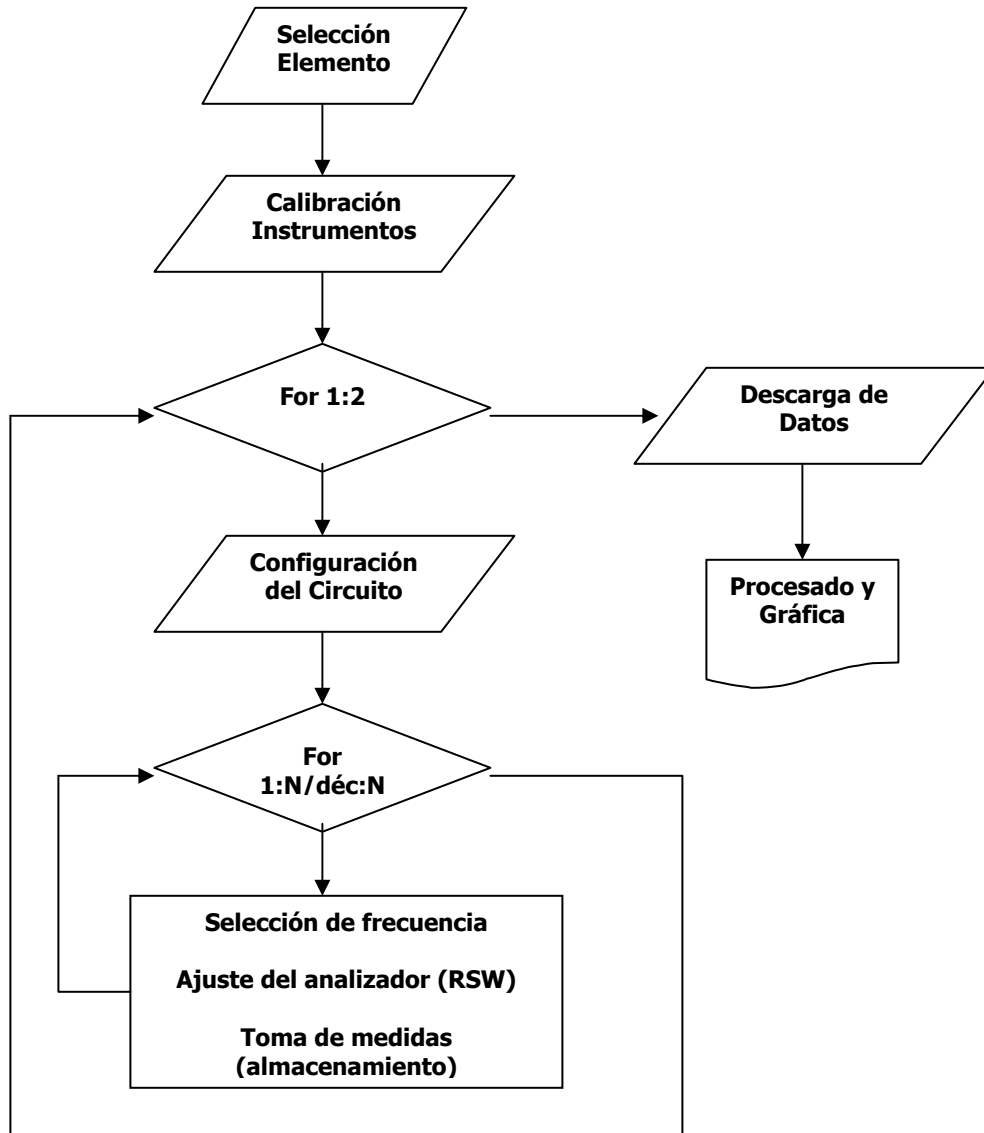 Selección
Elemento
Calibración
Instrumentos
For 1:2
Descarga de
Datos
Configuración
del Circuito
Procesado y
Gráfica
For
1:N/déc:N
Selección de frecuencia
Ajuste del analizador (RSW)
Toma de medidas
(almacenamiento)